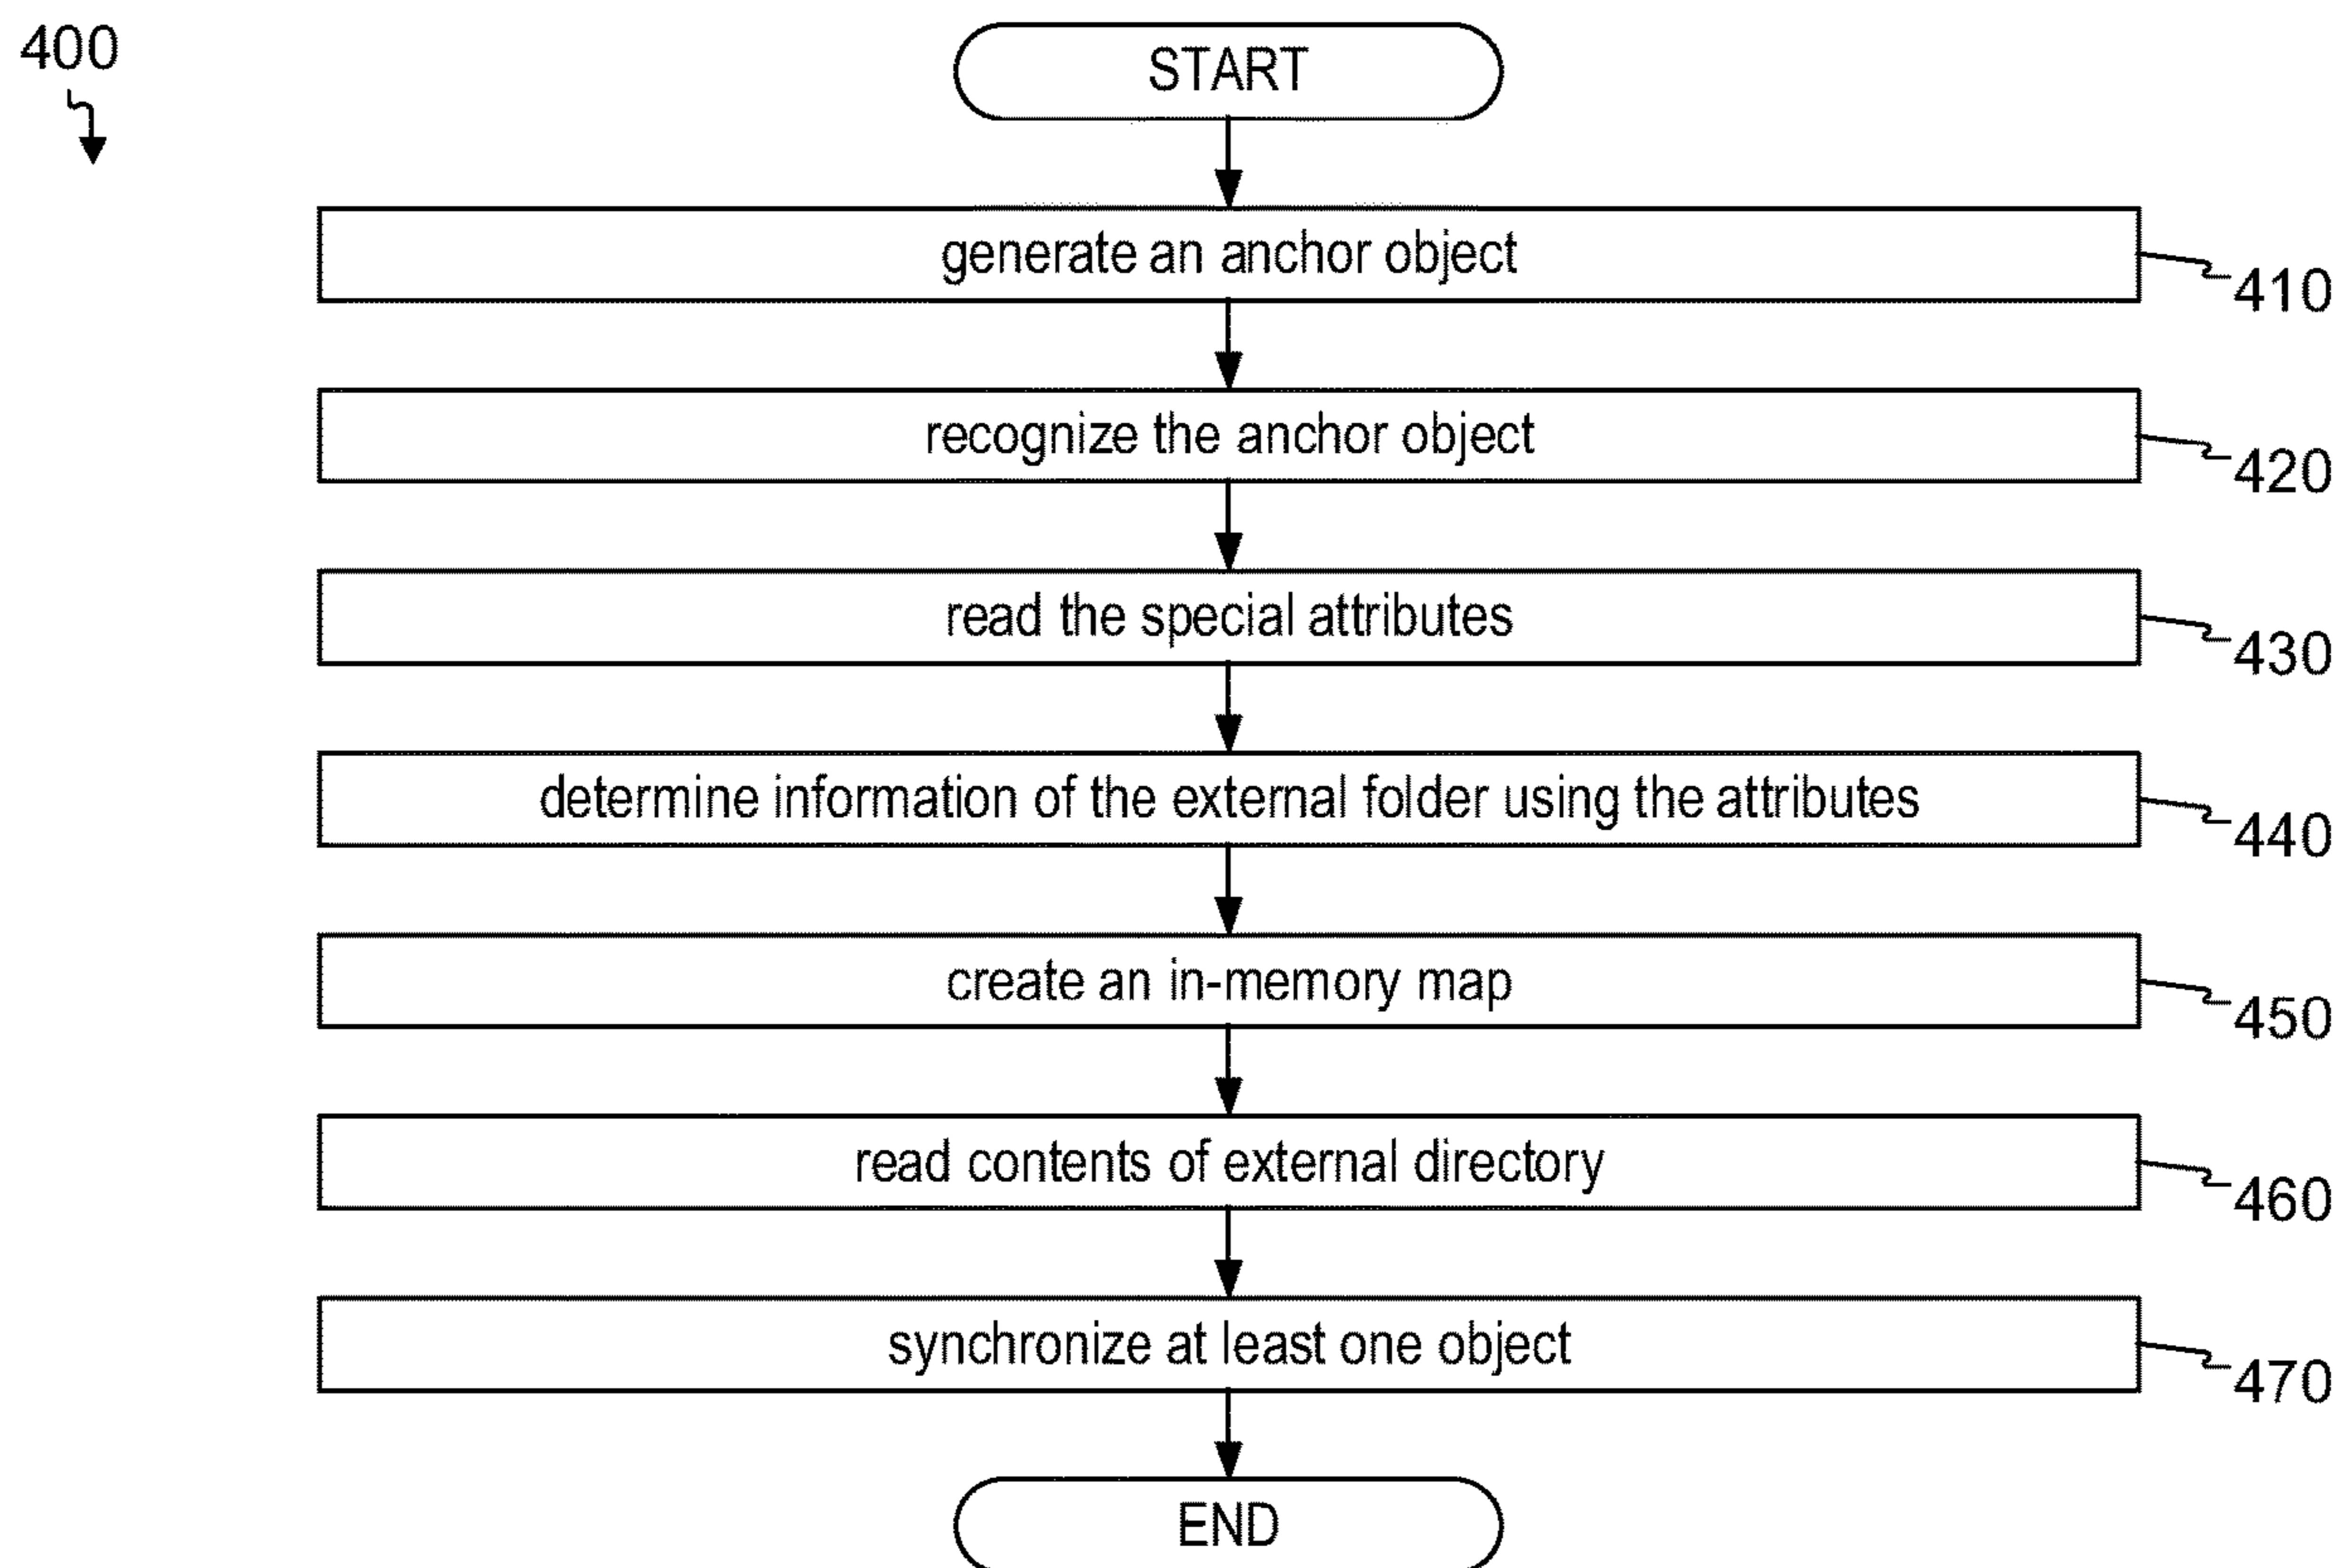 400
START
generate an anchor object
410
recognize the anchor object
420
read the special attributes
430
determine information of the external folder using the attributes
440
create an in-memory map
450
read contents of external directory
460
synchronize at least one object
470
END